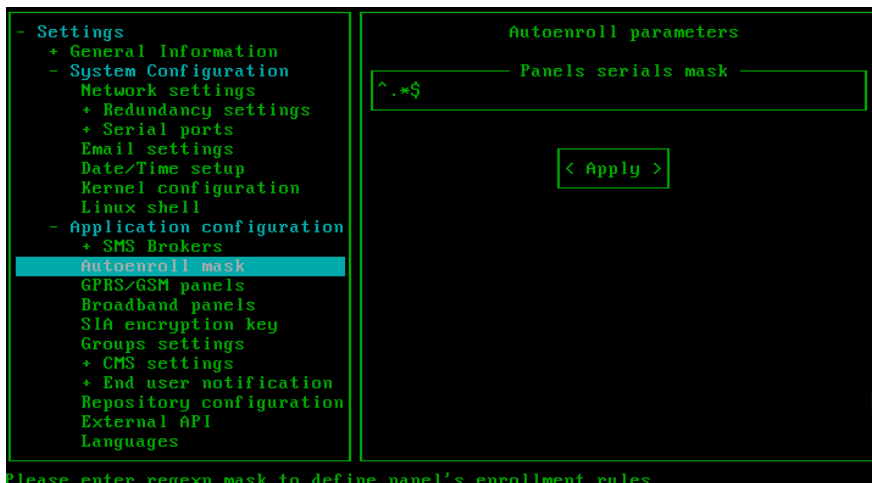 - Settings
+ General Information
- System Configuration
Network settings
+ Redundancy settings
+ Serial ports
Email settings
Date/Time setup
Kernel configuration
Linux shell
- Application configuration
+ SMS Brokers
Autoenroll mask
GPRS/GSM panels
Broadband panels
SIA encryption key
Groups settings
+ CMS settings
+ End user notification
Repository configuration
External API
Languages
Autoenroll parameters
Panels serials mask
^.*$
< Apply >
Please enter regexp mask to define panel's enrollment rules